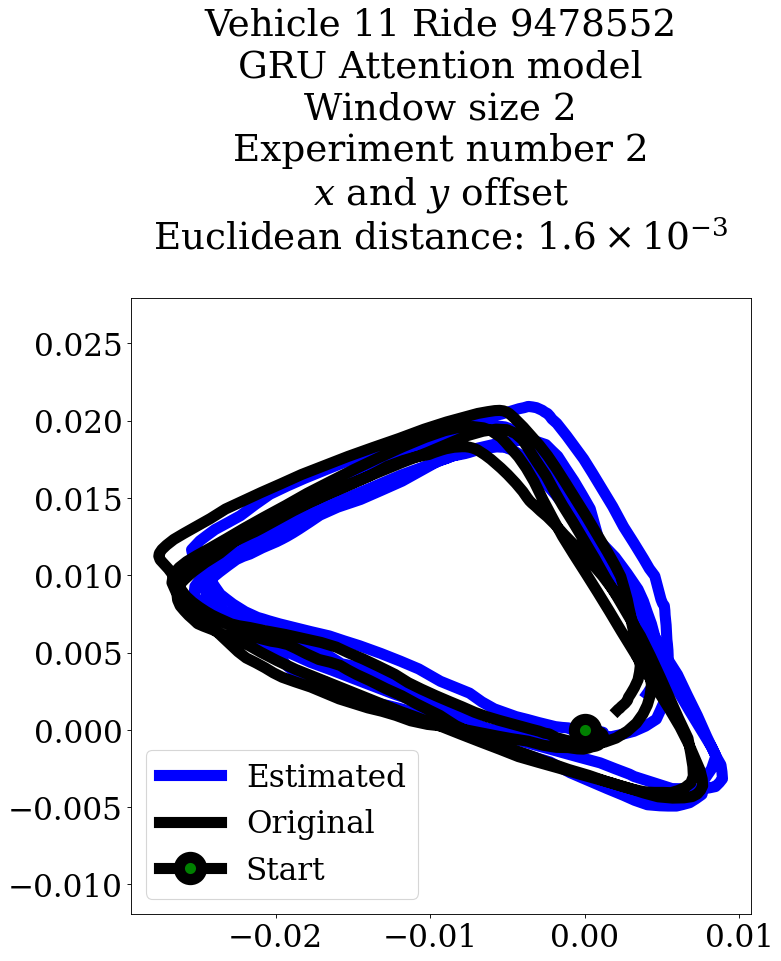 Vehicle 11 Ride 9478552
GRU Attention model
Window size 2
Experiment number 2
x and y offset
Euclidean distance: 1.6 × 10⁻³
0.025
0.020
0.015
0.010
0.005
0.000
−0.005
−0.010
Estimated
Original
Start
−0.02 −0.01 0.00 0.01